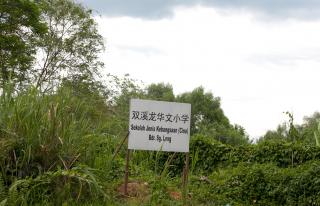 双溪龙华文小学
Sekolah Jenis Kebangsaan (Cina)
Bdr. Sg. Long